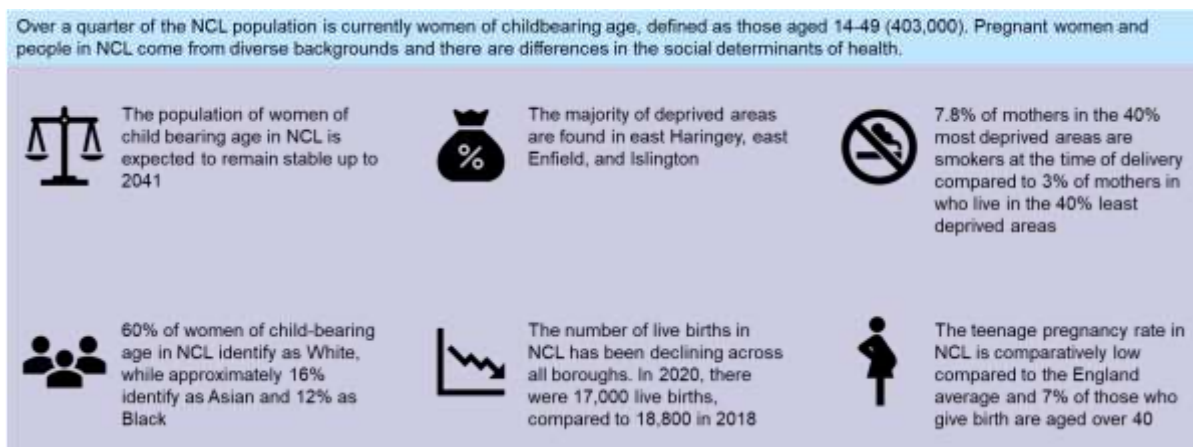 Over a quarter of the NCL population is currently women of childbearing age, defined as those aged 14-49 (403,000). Pregnant women and
people in NCL come from diverse backgrounds and there are differences in the social determinants of health.
The population of women of
child bearing age in NCL is
expected to remain stable up to
2041
%
The majority of deprived areas
are found in east Haringey, east
Enfield, and Islington
7.8% of mothers in the 40%
most deprived areas are
smokers at the time of delivery
compared to 3% of mothers in
who live in the 40% least
deprived areas
60% of women of child-bearing
age in NCL identify as White,
while approximately 16%
identify as Asian and 12% as
Black
The number of live births in
NCL has been declining across
all boroughs. In 2020, there
were 17,000 live births,
compared to 18,800 in 2018
The teenage pregnancy rate in
NCL is comparatively low
compared to the England
average and 7% of those who
give birth are aged over 40